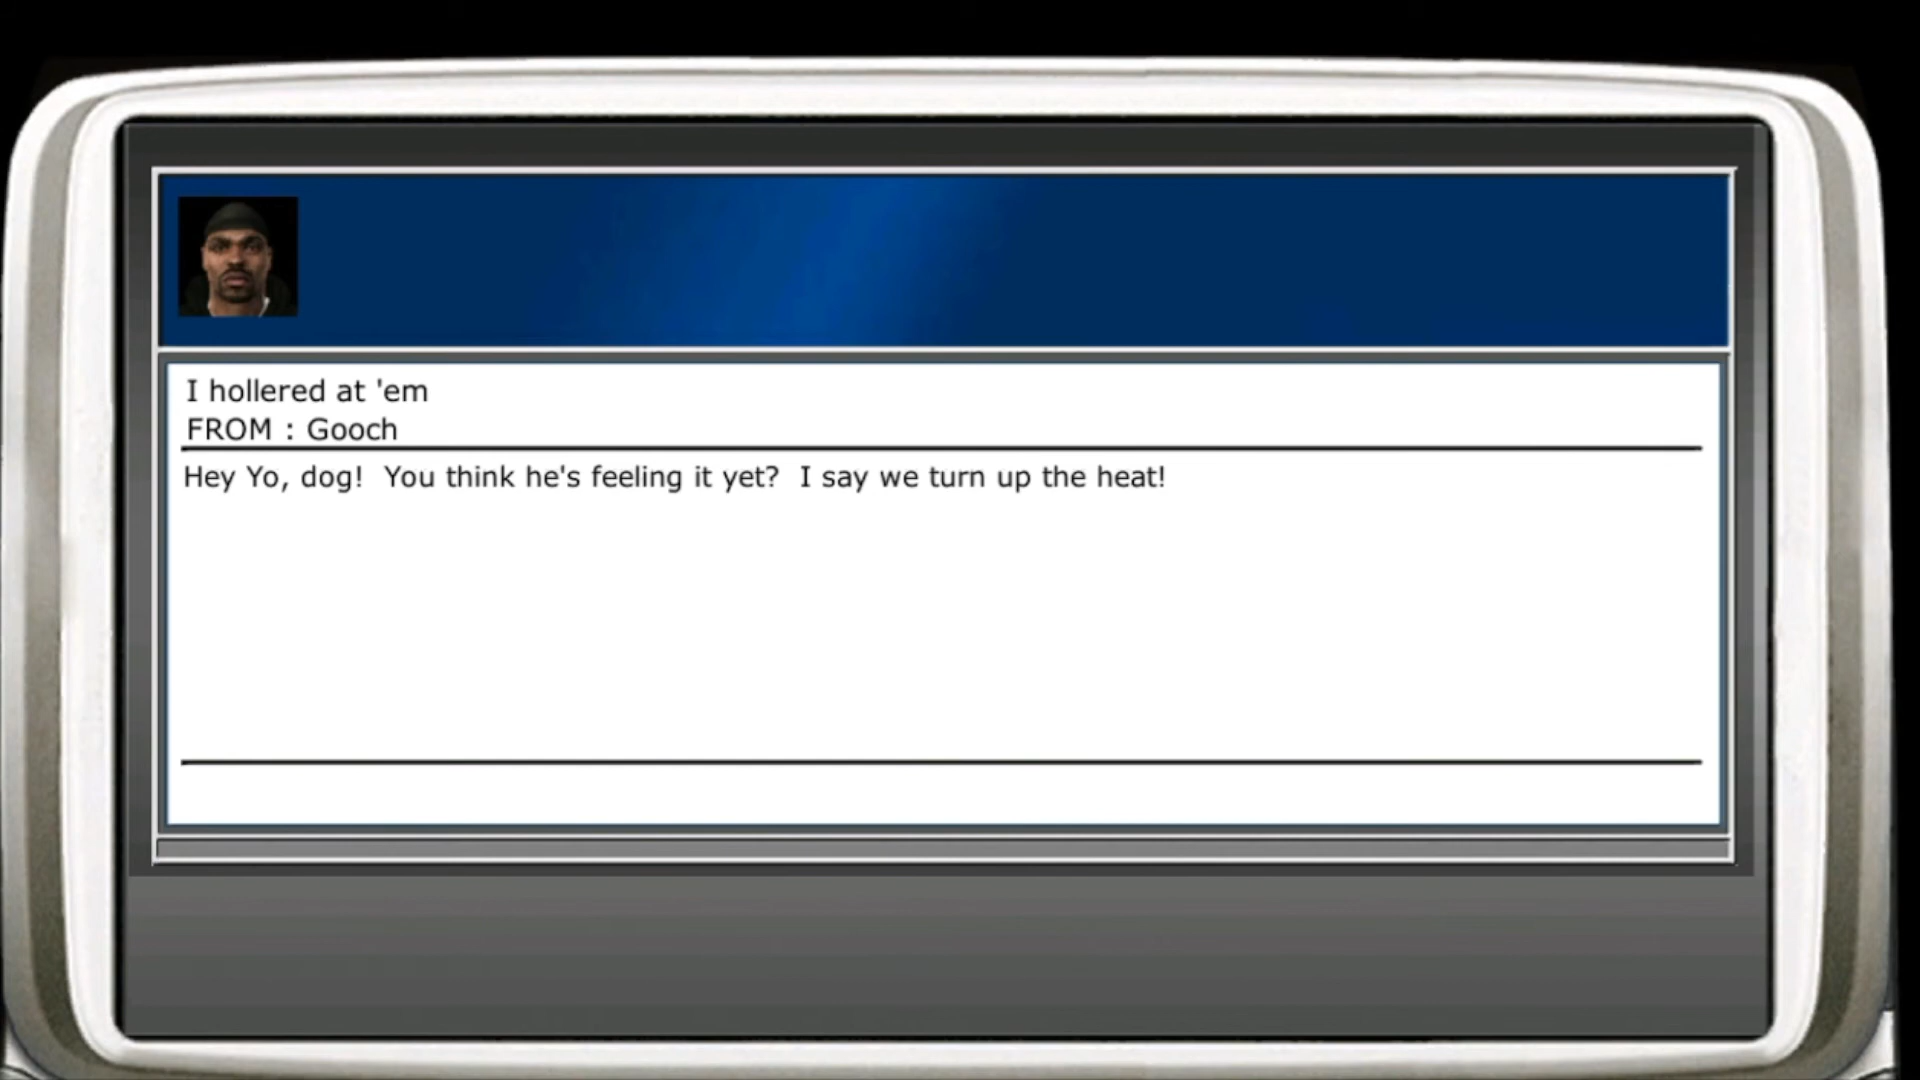 I hollered at 'em
FROM : Gooch
Hey Yo, dog!  You think he's feeling it yet?  I say we turn up the heat!